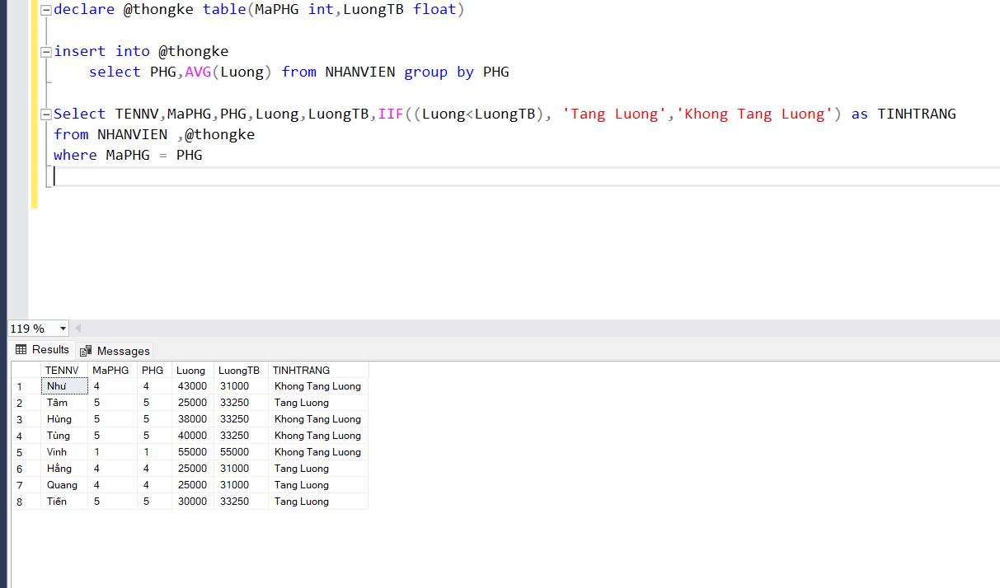 declare @thongke table(MaPHG int,LuongTB float)
insert into @thongke
select PHG,AVG(Luong) from NHANVIEN group by PHG
Select TENNV,MaPHG,PHG,Luong,LuongTB,IIF((Luong<LuongTB), 'Tang Luong','Khong Tang Luong') as TINHTRANG
from NHANVIEN ,@thongke
where MaPHG = PHG
119 %
Results Messages
TENNV MaPHG PHG Luong LuongTB TINHTRANG
1 Như 4 4 43000 31000 Khong Tang Luong
2 Tâm 5 5 25000 33250 Tang Luong
3 Hùng 5 5 38000 33250 Khong Tang Luong
4 Tùng 5 5 40000 33250 Khong Tang Luong
5 Vinh 1 1 55000 55000 Khong Tang Luong
6 Hằng 4 4 25000 31000 Tang Luong
7 Quang 4 4 25000 31000 Tang Luong
8 Tiến 5 5 30000 33250 Tang Luong